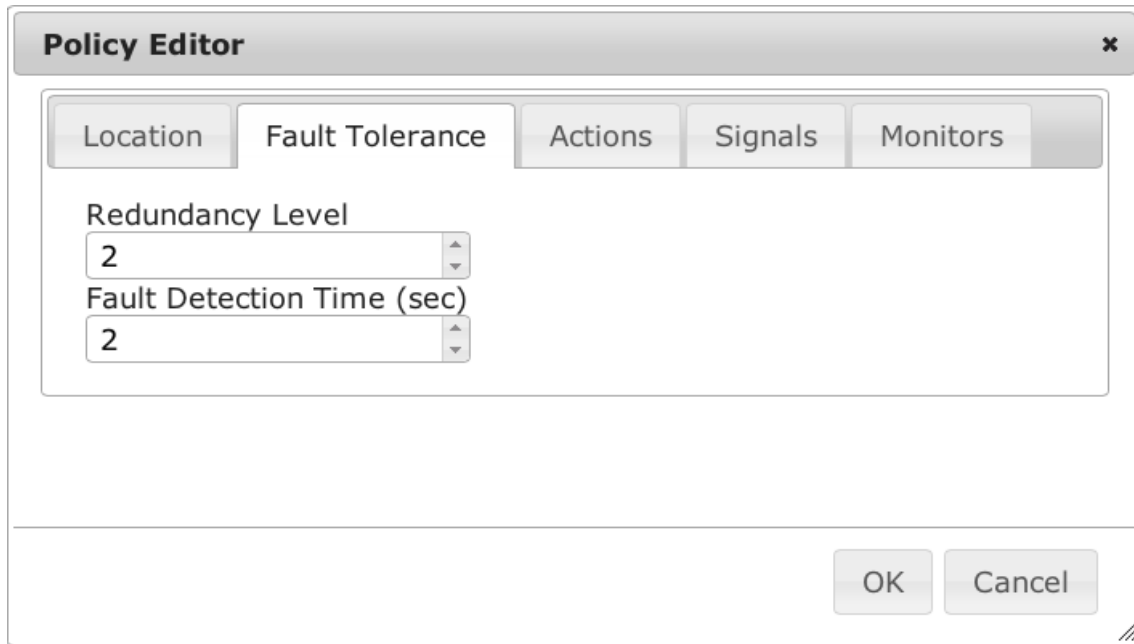 Policy Editor
Location Fault Tolerance Actions Signals Monitors
Redundancy Level
2
Fault Detection Time (sec)
2
OK Cancel